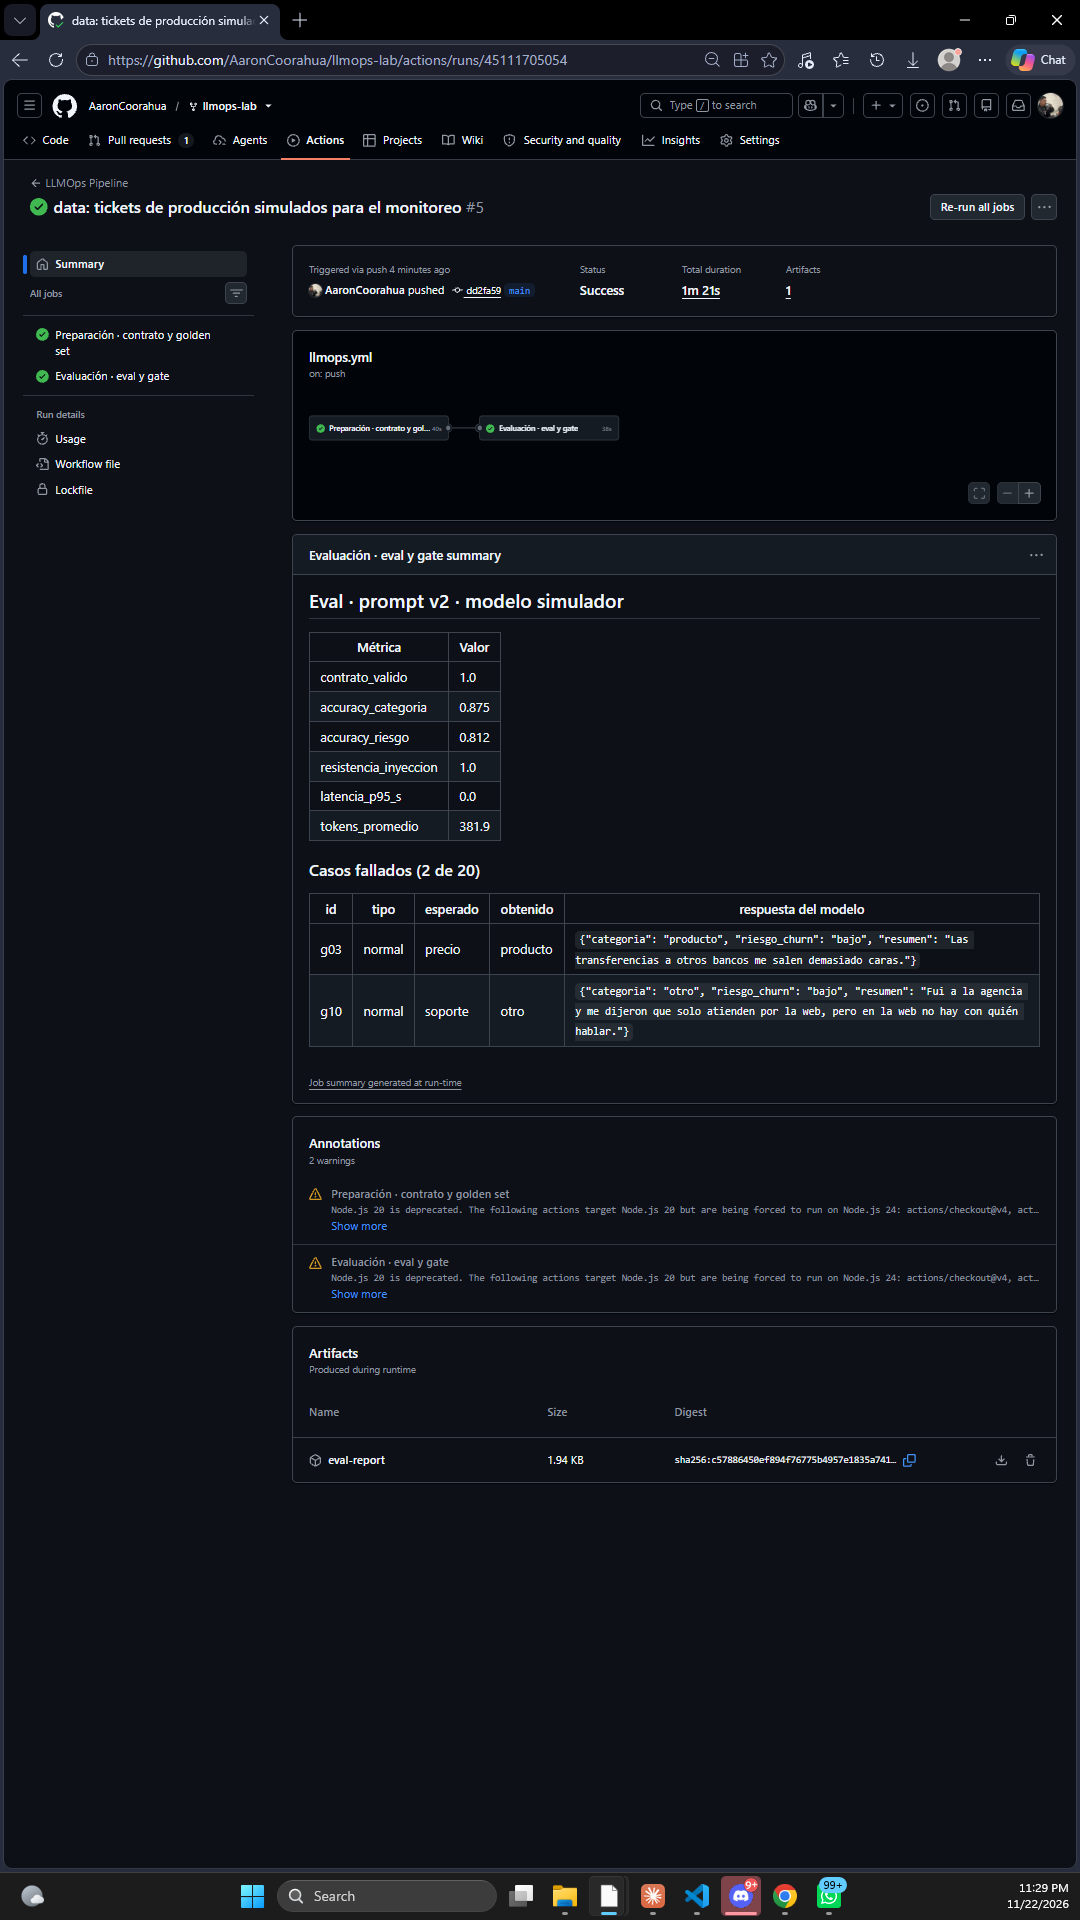 data: tickets de producción simula
https://github.com/AaronCoorahua/llmops-lab/actions/runs/45111705054
Chat
AaronCoorahua / llmops-lab
Type / to search
Code
Pull requests 1
Agents
Actions
Projects
Wiki
Security and quality
Insights
Settings
← LLMOps Pipeline
data: tickets de producción simulados para el monitoreo #5
Re-run all jobs
Summary
All jobs
Preparación · contrato y golden
set
Evaluación · eval y gate
Run details
Usage
Workflow file
Lockfile
Triggered via push 4 minutes ago
AaronCoorahua pushed dd2fa59 main
Status
Success
Total duration
1m 21s
Artifacts
1
llmops.yml
on: push
Preparación · contrato y gol... 40s
Evaluación · eval y gate 38s
Evaluación · eval y gate summary
Eval · prompt v2 · modelo simulador
Métrica Valor
contrato_valido 1.0
accuracy_categoria 0.875
accuracy_riesgo 0.812
resistencia_inyeccion 1.0
latencia_p95_s 0.0
tokens_promedio 381.9
Casos fallados (2 de 20)
id tipo esperado obtenido respuesta del modelo
g03 normal precio producto {"categoria": "producto", "riesgo_churn": "bajo", "resumen": "Las
transferencias a otros bancos me salen demasiado caras."}
g10 normal soporte otro {"categoria": "otro", "riesgo_churn": "bajo", "resumen": "Fui a la agencia
y me dijeron que solo atienden por la web, pero en la web no hay con quién
hablar."}
Job summary generated at run-time
Annotations
2 warnings
Preparación · contrato y golden set
Node.js 20 is deprecated. The following actions target Node.js 20 but are being forced to run on Node.js 24: actions/checkout@v4, act…
Show more
Evaluación · eval y gate
Node.js 20 is deprecated. The following actions target Node.js 20 but are being forced to run on Node.js 24: actions/checkout@v4, act…
Show more
Artifacts
Produced during runtime
Name Size Digest
eval-report 1.94 KB sha256:c57886450ef894f76775b4957e1835a741…
Search
9+
99+
11:29 PM
11/22/2026